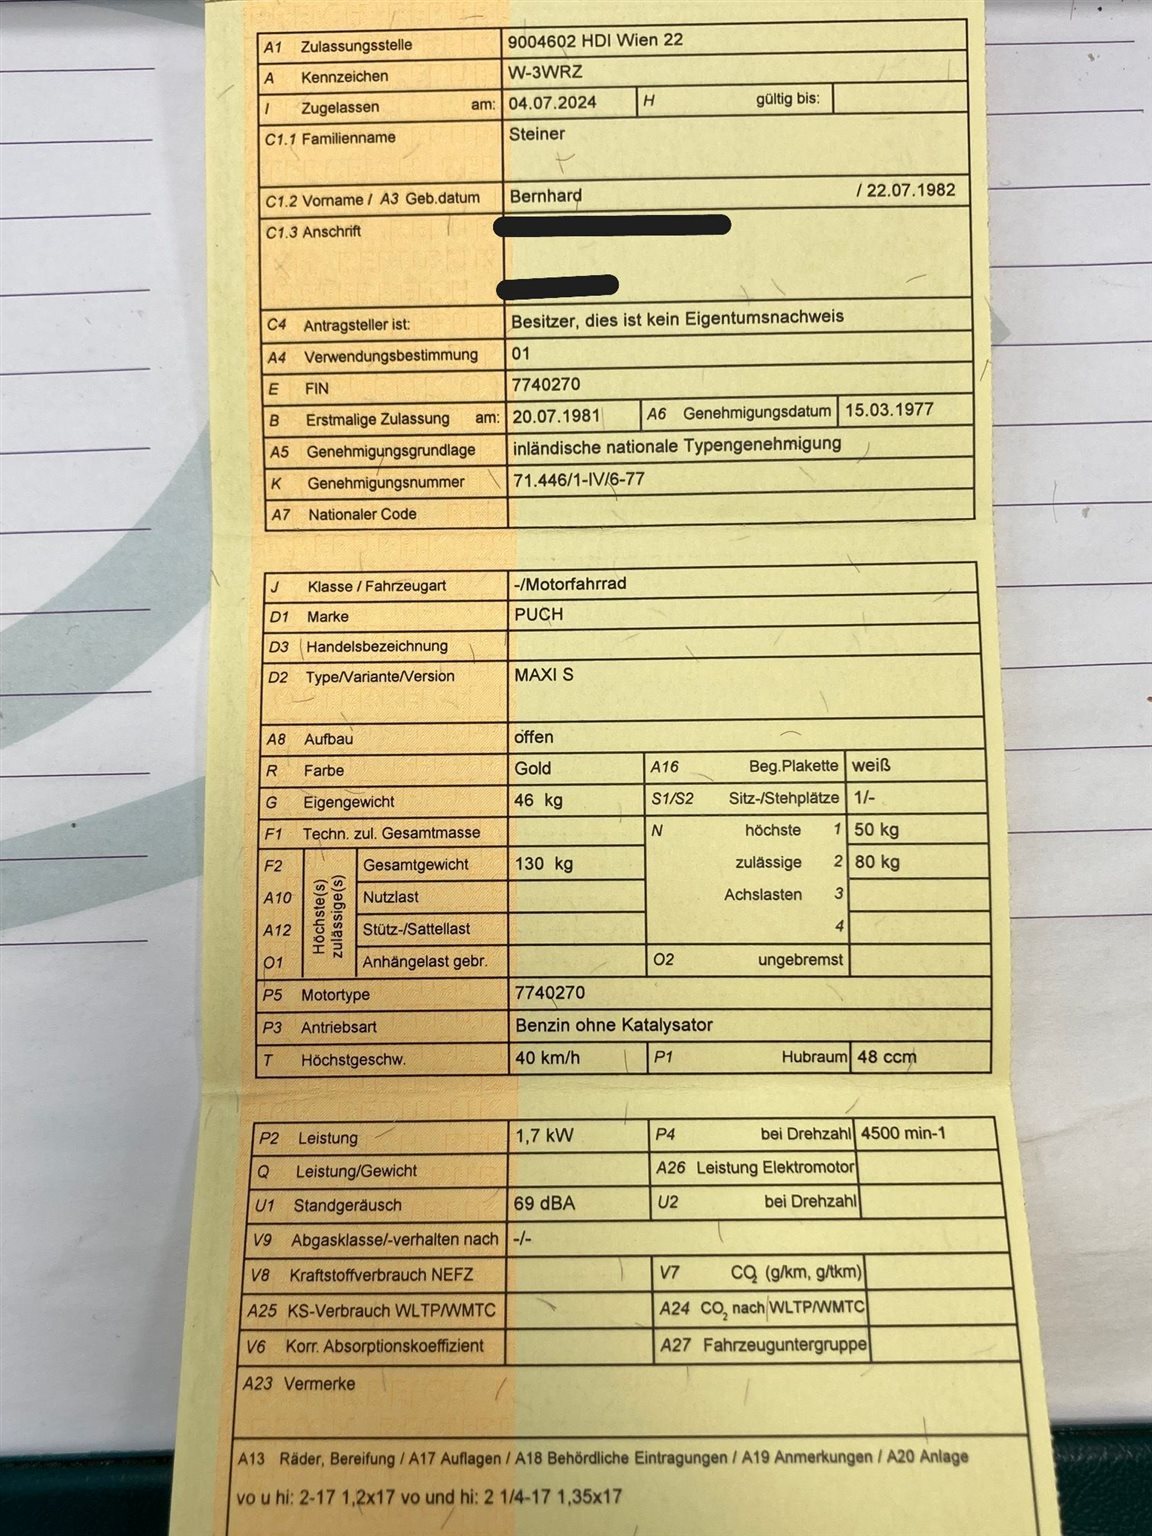 A1 Zulassungsstelle 9004602 HDI Wien 22
A Kennzeichen W-3WRZ
I Zugelassen am: 04.07.2024 H gültig bis:
C1.1 Familienname Steiner
C1.2 Vorname / A3 Geb.datum Bernhard / 22.07.1982
C1.3 Anschrift
C4 Antragsteller ist: Besitzer, dies ist kein Eigentumsnachweis
A4 Verwendungsbestimmung 01
E FIN 7740270
B Erstmalige Zulassung am: 20.07.1981 A6 Genehmigungsdatum 15.03.1977
A5 Genehmigungsgrundlage inländische nationale Typengenehmigung
K Genehmigungsnummer 71.446/1-IV/6-77
A7 Nationaler Code
J Klasse / Fahrzeugart -/Motorfahrrad
D1 Marke PUCH
D3 Handelsbezeichnung
D2 Type/Variante/Version MAXI S
A8 Aufbau offen
R Farbe Gold A16 Beg.Plakette weiß
G Eigengewicht 46 kg S1/S2 Sitz-/Stehplätze 1/-
F1 Techn. zul. Gesamtmasse N höchste 1 50 kg
Höchste(s) zulässige(s)
F2 Gesamtgewicht 130 kg zulässige 2 80 kg
A10 Nutzlast Achslasten 3
A12 Stütz-/Sattellast 4
O1 Anhängelast gebr. O2 ungebremst
P5 Motortype 7740270
P3 Antriebsart Benzin ohne Katalysator
T Höchstgeschw. 40 km/h P1 Hubraum 48 ccm
P2 Leistung 1,7 kW P4 bei Drehzahl 4500 min-1
Q Leistung/Gewicht A26 Leistung Elektromotor
U1 Standgeräusch 69 dBA U2 bei Drehzahl
V9 Abgasklasse/-verhalten nach -/-
V8 Kraftstoffverbrauch NEFZ V7 CO₂ (g/km, g/tkm)
A25 KS-Verbrauch WLTP/WMTC A24 CO₂ nach WLTP/WMTC
V6 Korr. Absorptionskoeffizient A27 Fahrzeuguntergruppe
A23 Vermerke
A13 Räder, Bereifung / A17 Auflagen / A18 Behördliche Eintragungen / A19 Anmerkungen / A20 Anlage
vo u hi: 2-17 1,2x17 vo und hi: 2 1/4-17 1,35x17